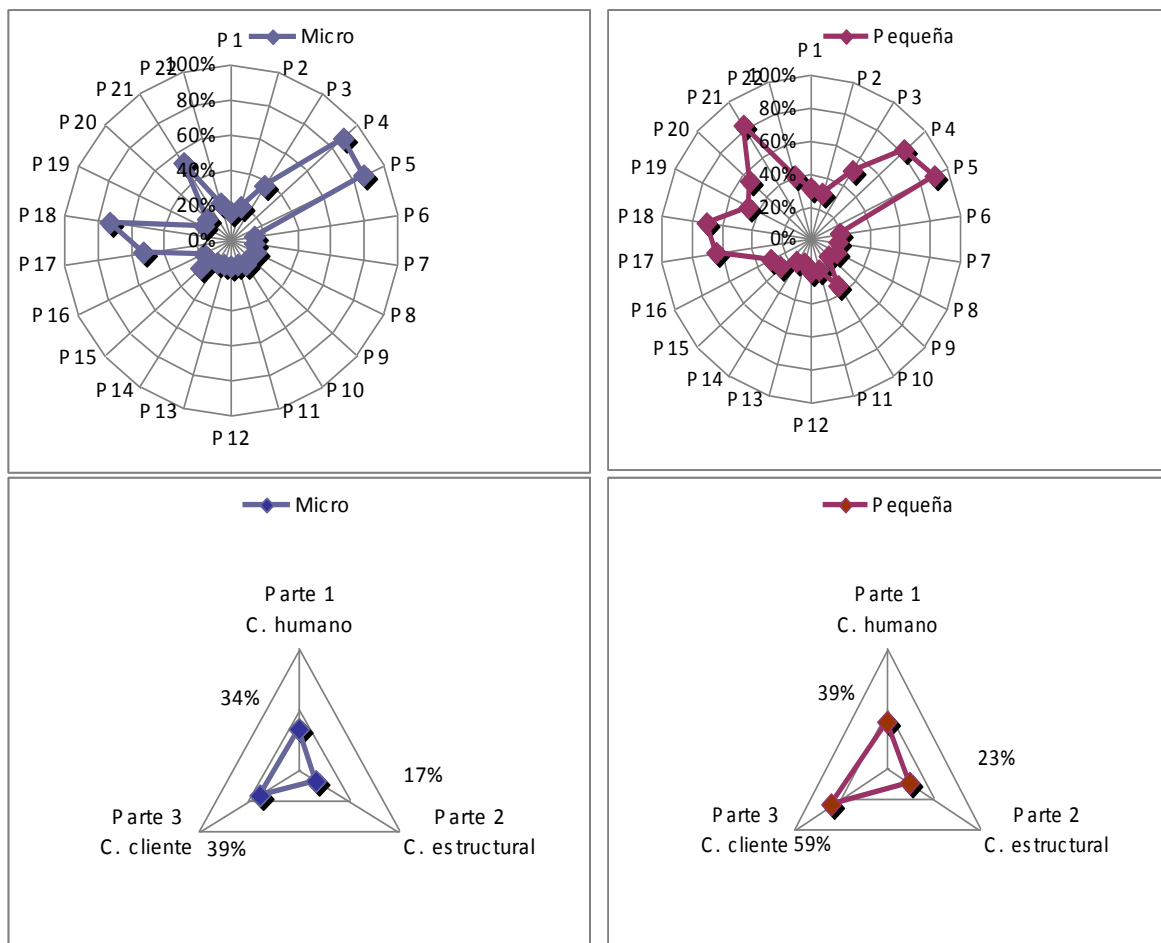 Micro
P 1
P 2
P 3
P 4
P 5
P 6
P 7
P 8
P 9
P 10
P 11
P 12
P 13
P 14
P 15
P 16
P 17
P 18
P 19
P 20
P 21
P 22
100%
80%
60%
40%
20%
0%
Pequeña
P 1
P 2
P 3
P 4
P 5
P 6
P 7
P 8
P 9
P 10
P 11
P 12
P 13
P 14
P 15
P 16
P 17
P 18
P 19
P 20
P 21
P 22
100%
80%
60%
40%
20%
0%
Micro
Parte 1
C. humano
34%
17%
Parte 3
C. cliente 39%
Parte 2
C. estructural
Pequeña
Parte 1
C. humano
39%
23%
Parte 3
C. cliente 59%
Parte 2
C. estructural